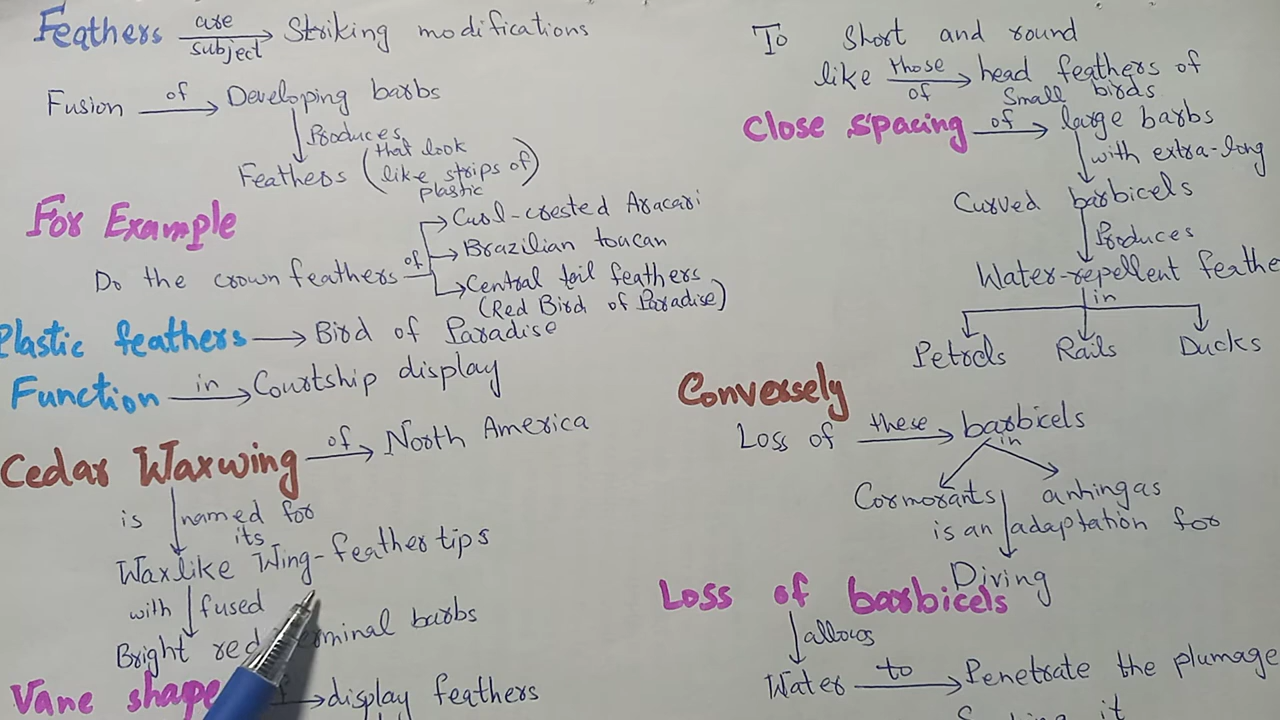 Feathers are subject → Striking modifications
Fusion of → Developing barbs
Produces
Feathers (that look like strips of plastic)
For Example
Do the crown feathers of → Curl-crested Aracari
→ Brazilian toucan
→ Central tail feathers
(Red Bird of Paradise)
Plastic feathers → Bird of Paradise
Function in → Courtship display
Cedar Waxwing of → North America
is named for its
Waxlike Wing-feather tips
with fused
Bright red terminal barbs
Vane shape → display feathers
To short and round
like those of → head feathers of
Small birds
Close spacing of → large barbs
with extra-long
Curved barbicels
Produces
Water-repellent feathe
in
Petrels Rails Ducks
Conversely
Loss of these → barbicels
in
Cormorants anhingas
is an adaptation for
Diving
Loss of barbicels
allows
Water to → Penetrate the plumage
it